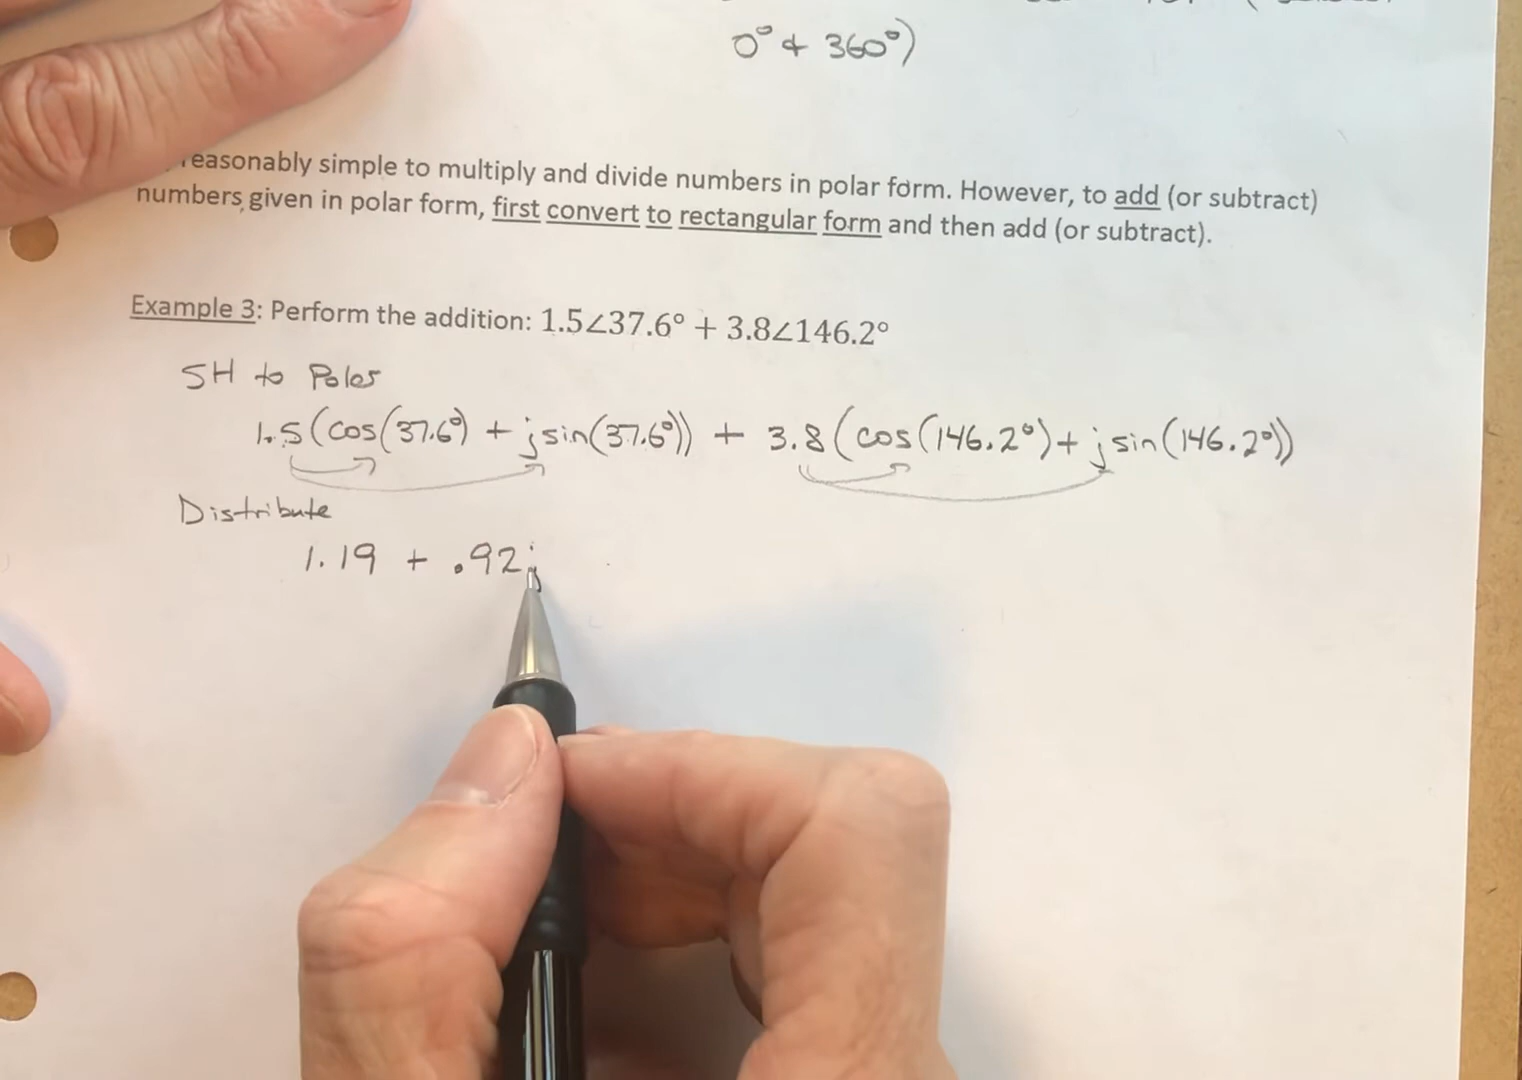 0° & 360°)
reasonably simple to multiply and divide numbers in polar form. However, to add (or subtract)
numbers given in polar form, first convert to rectangular form and then add (or subtract).
Example 3: Perform the addition: 1.5∠37.6° + 3.8∠146.2°
SH to Polar
1.5(cos(37.6°) + jsin(37.6°)) + 3.8(cos(146.2°) + jsin(146.2°))
Distribute
1.19 + .92j